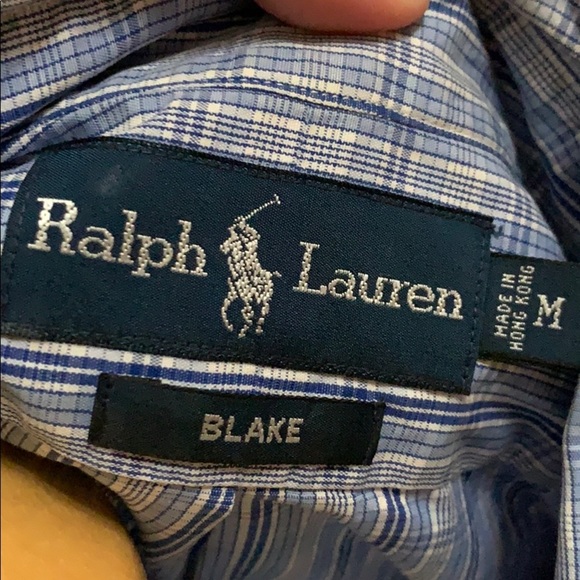 Ralph Lauren
MADE IN
HONG KONG
M
BLAKE